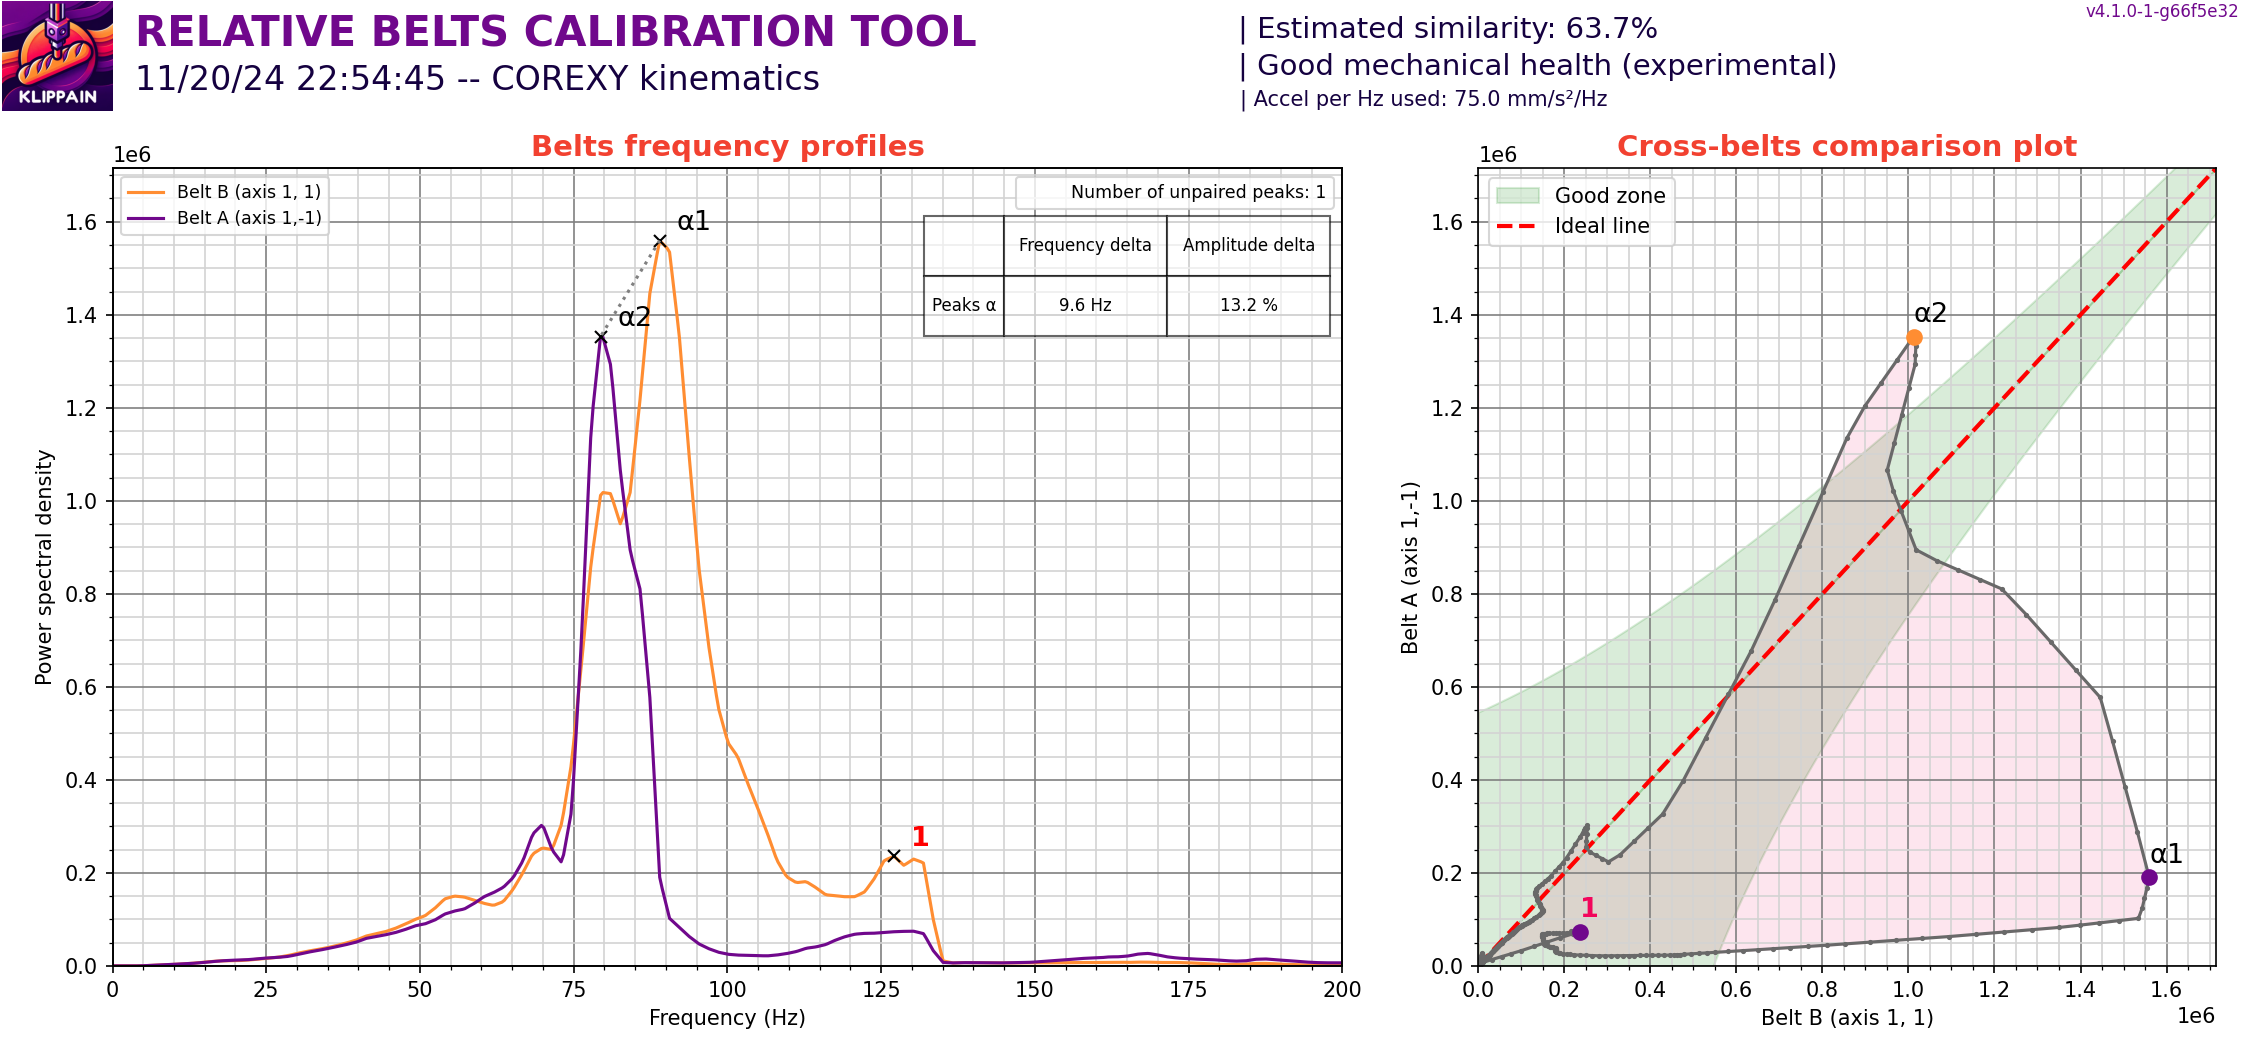 KLIPPAIN
RELATIVE BELTS CALIBRATION TOOL
11/20/24 22:54:45 -- COREXY kinematics
| Estimated similarity: 63.7%
| Good mechanical health (experimental)
| Accel per Hz used: 75.0 mm/s²/Hz
v4.1.0-1-g66f5e32
Belts frequency profiles
1e6
Belt B (axis 1, 1)
Belt A (axis 1,-1)
Number of unpaired peaks: 1
Frequency delta Amplitude delta
Peaks α 9.6 Hz 13.2 %
α1
α2
1
1.6
1.4
1.2
1.0
0.8
0.6
0.4
0.2
0.0
Power spectral density
0 25 50 75 100 125 150 175 200
Frequency (Hz)
Cross-belts comparison plot
1e6
Good zone
Ideal line
α2
α1
1
1.6
1.4
1.2
1.0
0.8
0.6
0.4
0.2
0.0
Belt A (axis 1,-1)
0.0 0.2 0.4 0.6 0.8 1.0 1.2 1.4 1.6
Belt B (axis 1, 1)
1e6